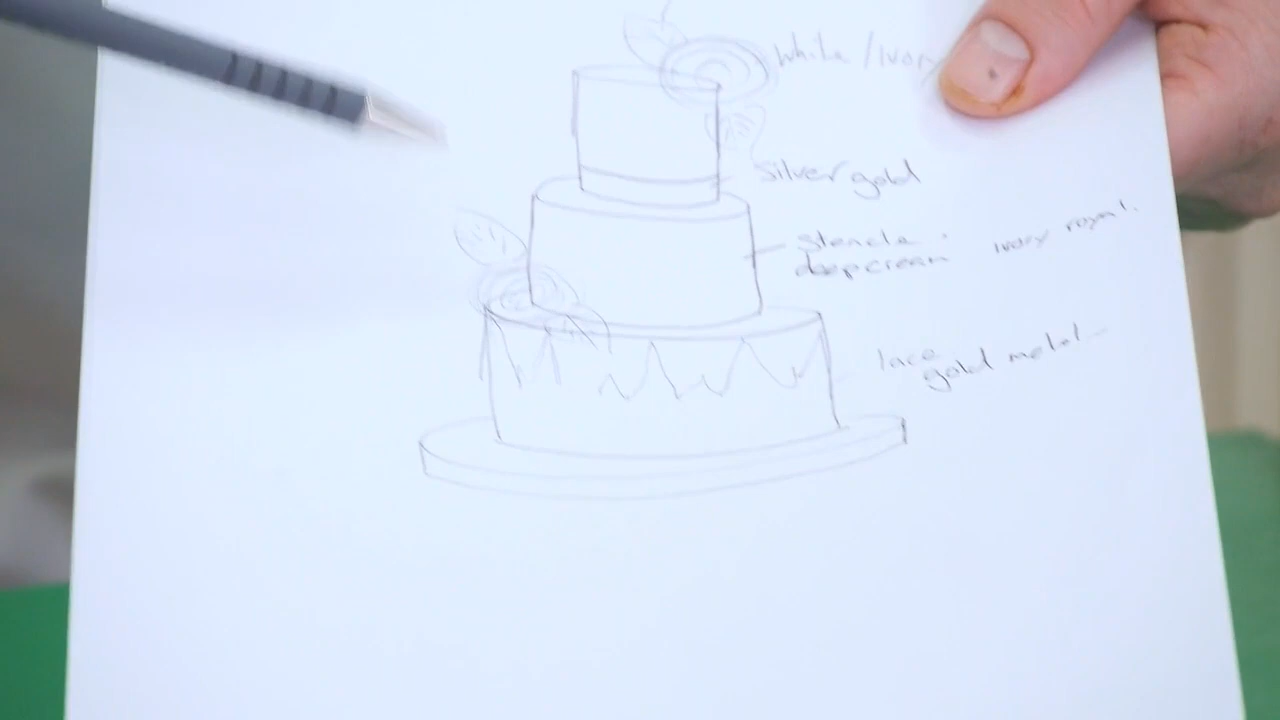 White / Ivory
Silver gold
Stencle .
deep cream
Ivory royal.
lace
gold metal